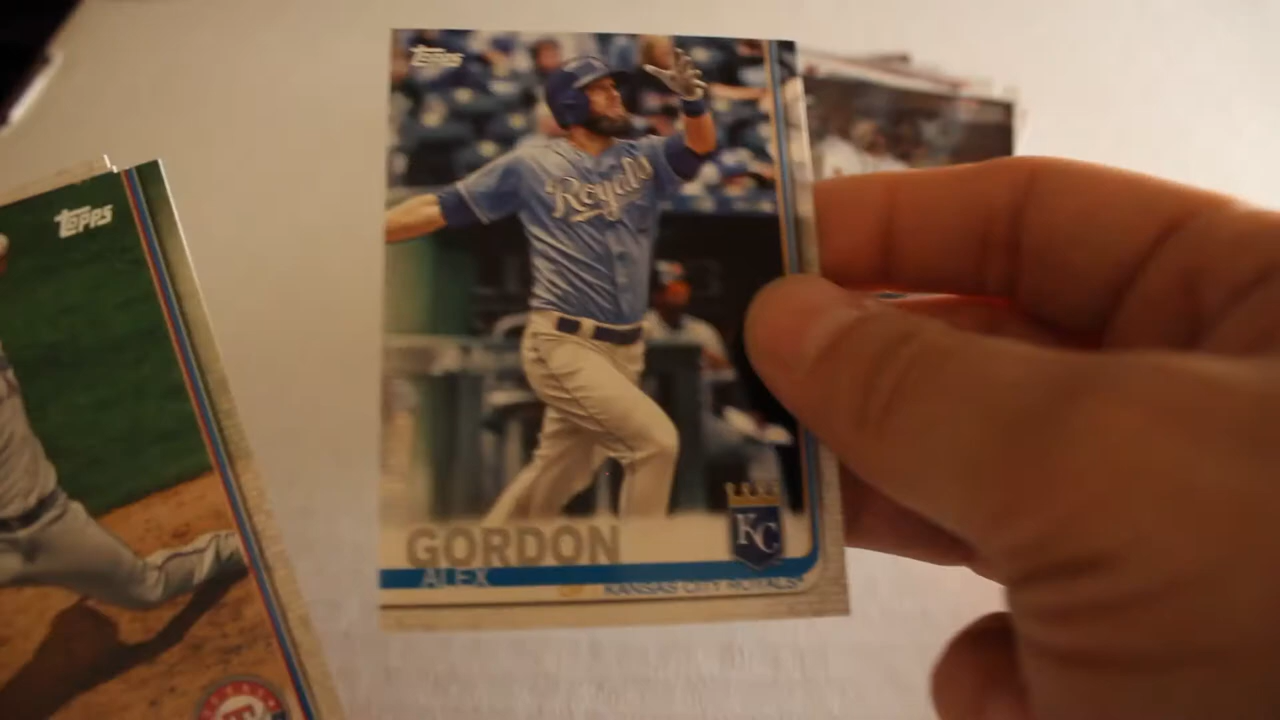 Topps
Topps
Royals
GORDON
KC
ALEX
KANSAS CITY ROYALS
T